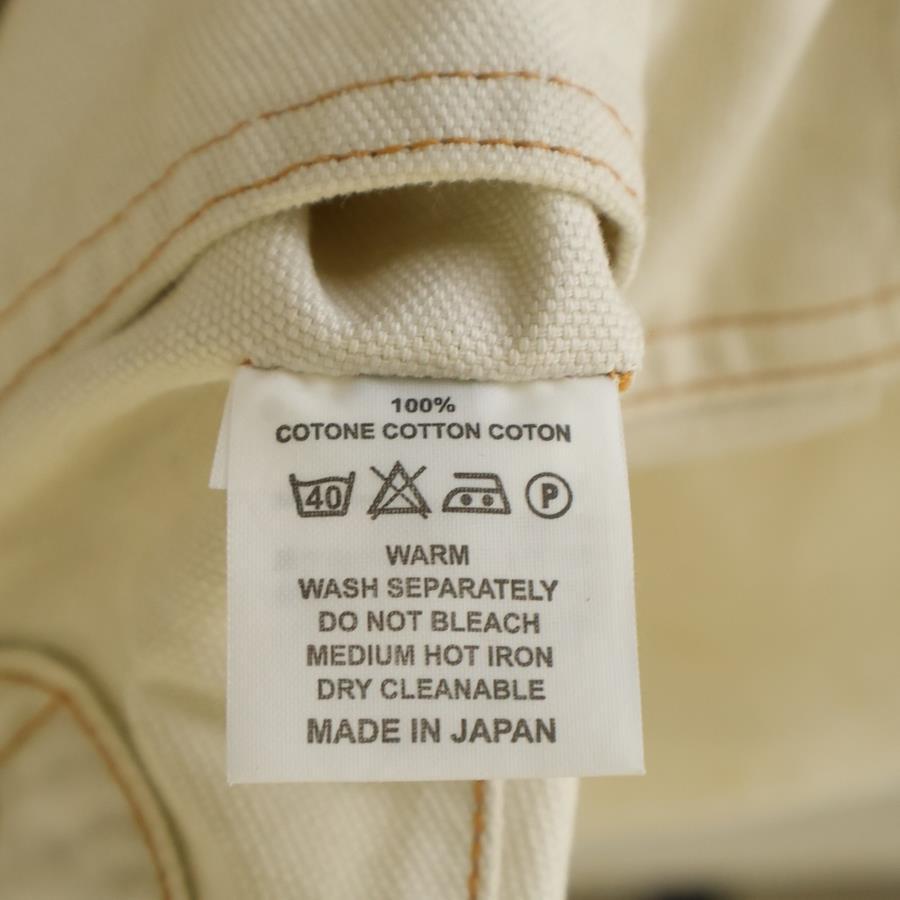 100%
COTONE COTTON COTON
40 P
WARM
WASH SEPARATELY
DO NOT BLEACH
MEDIUM HOT IRON
DRY CLEANABLE
MADE IN JAPAN